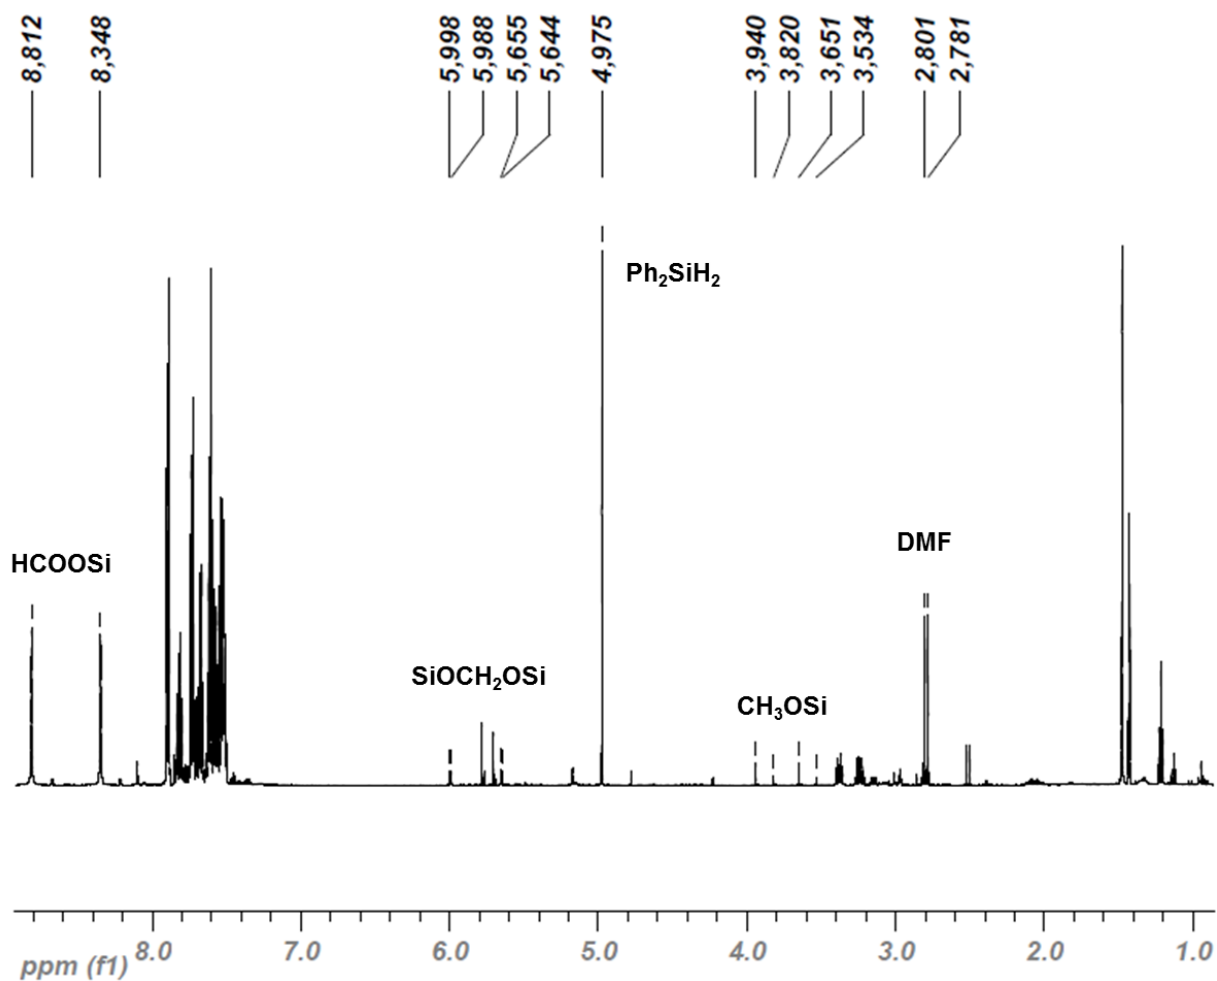 8,812
8,348
5,998
5,988
5,655
5,644
4,975
3,940
3,820
3,651
3,534
2,801
2,781
Ph₂SiH₂
DMF
HCOOSi
SiOCH₂OSi
CH₃OSi
8.0 7.0 6.0 5.0 4.0 3.0 2.0 1.0
ppm (f1)